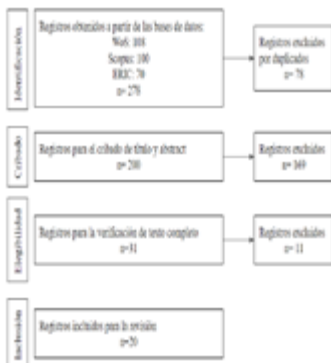 Identificación
Registros obtenidos a partir de las bases de datos:
WoS: 108
Scopus: 100
ERIC: 70
n= 278
Registros excluidos
por duplicados
n= 78
Cribado
Registros para el cribado de título y abstract
n= 200
Registros excluidos
n= 169
Elegibilidad
Registros para la verificación de texto completo
n=31
Registros excluidos
n= 11
Inclusión
Registros incluidos para la revisión
n=20